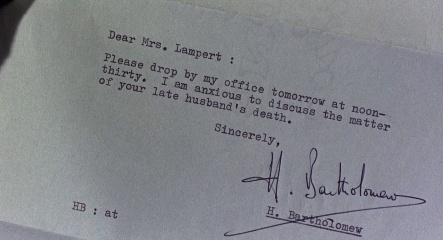 Dear Mrs. Lampert :
Please drop by my office tomorrow at noon-
thirty. I am anxious to discuss the matter
of your late husband's death.
Sincerely,
H. Bartholomew
H. Bartholomew
HB : at